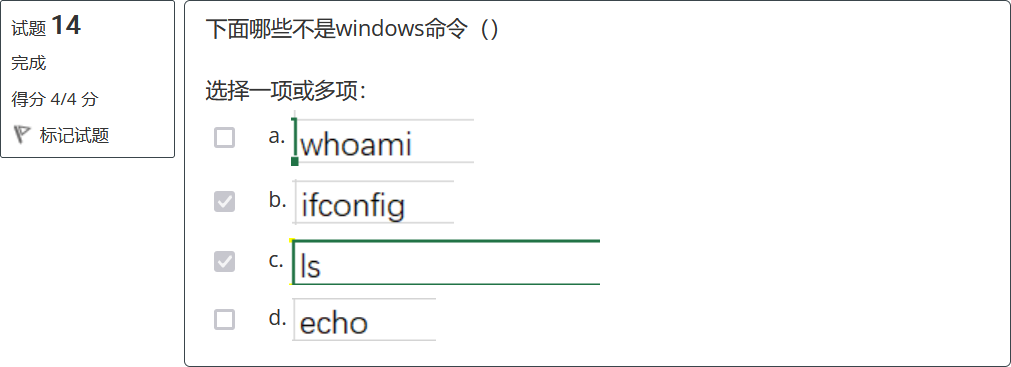 试题 14
完成
得分 4/4 分
标记试题
下面哪些不是windows命令（）
选择一项或多项：
a. whoami
b. ifconfig
c. ls
d. echo